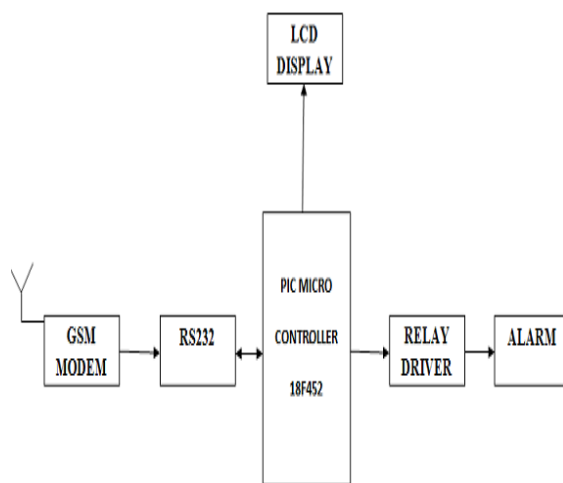 LCD
DISPLAY
PIC MICRO
CONTROLLER
18F452
GSM
MODEM
RS232
RELAY
DRIVER
ALARM